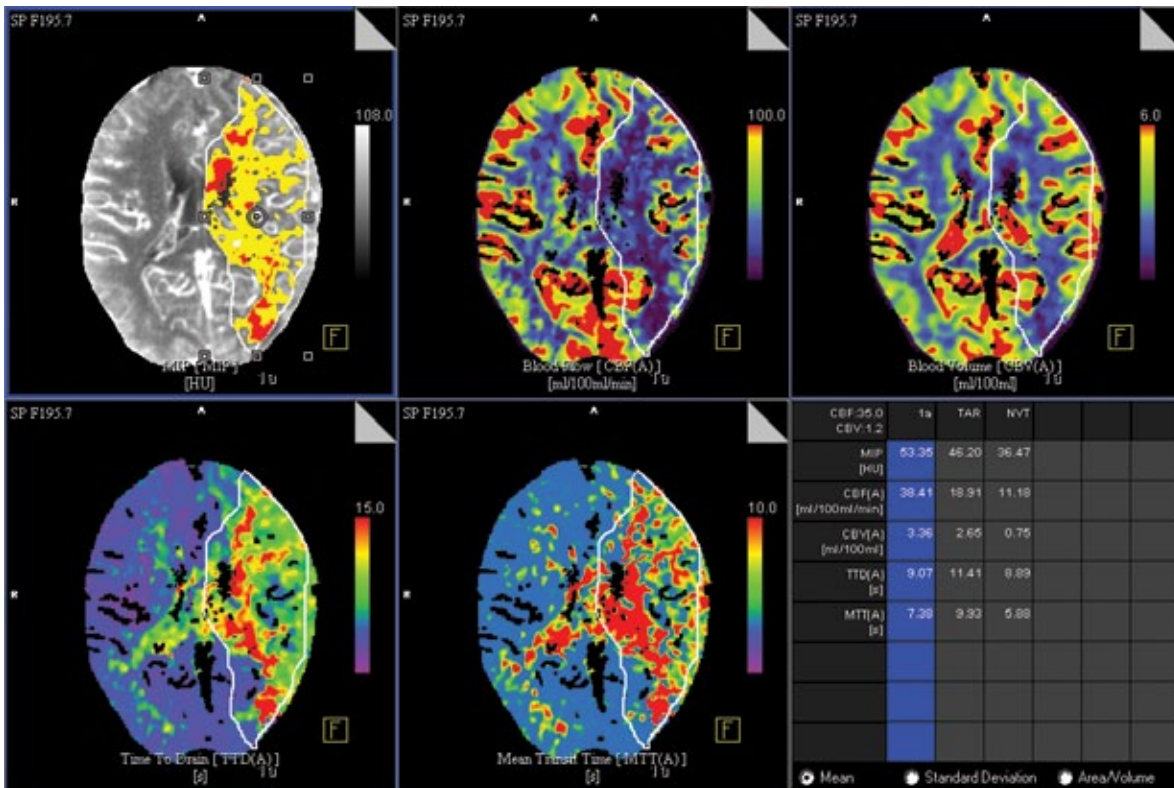 SP F195.7
A
108.0
R
F
MIP [ MIP ]
[HU]
SP F195.7
A
100.0
Blood Flow [ CBF(A) ]
[ml/100ml/min]
SP F195.7
A
6.0
Blood Volume [ CBV(A) ]
[ml/100ml]
SP F195.7
A
15.0
R
F
Time To Drain [ TTD(A) ]
[s]
SP F195.7
A
10.0
F
Mean Transit Time [ MTT(A) ]
[s]
CBF:35.0 1a TAR NVT
CBV:1.2
MIP 53.35 46.20 36.47
[HU]
CBF(A) 38.41 18.91 11.18
[ml/100ml/min]
CBV(A) 3.36 2.65 0.75
[ml/100ml]
TTD(A) 9.07 11.41 8.89
[s]
MTT(A) 7.38 9.93 5.88
[s]
Mean Standard Deviation Area/Volume